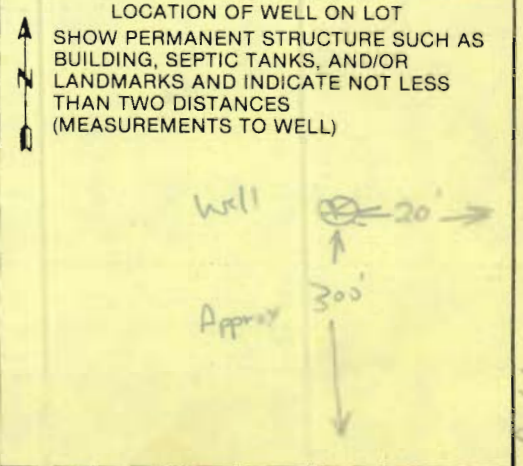 LOCATION OF WELL ON LOT
SHOW PERMANENT STRUCTURE SUCH AS
BUILDING, SEPTIC TANKS, AND/OR
LANDMARKS AND INDICATE NOT LESS
THAN TWO DISTANCES
(MEASUREMENTS TO WELL)
N
Well 20'
Approx 300'